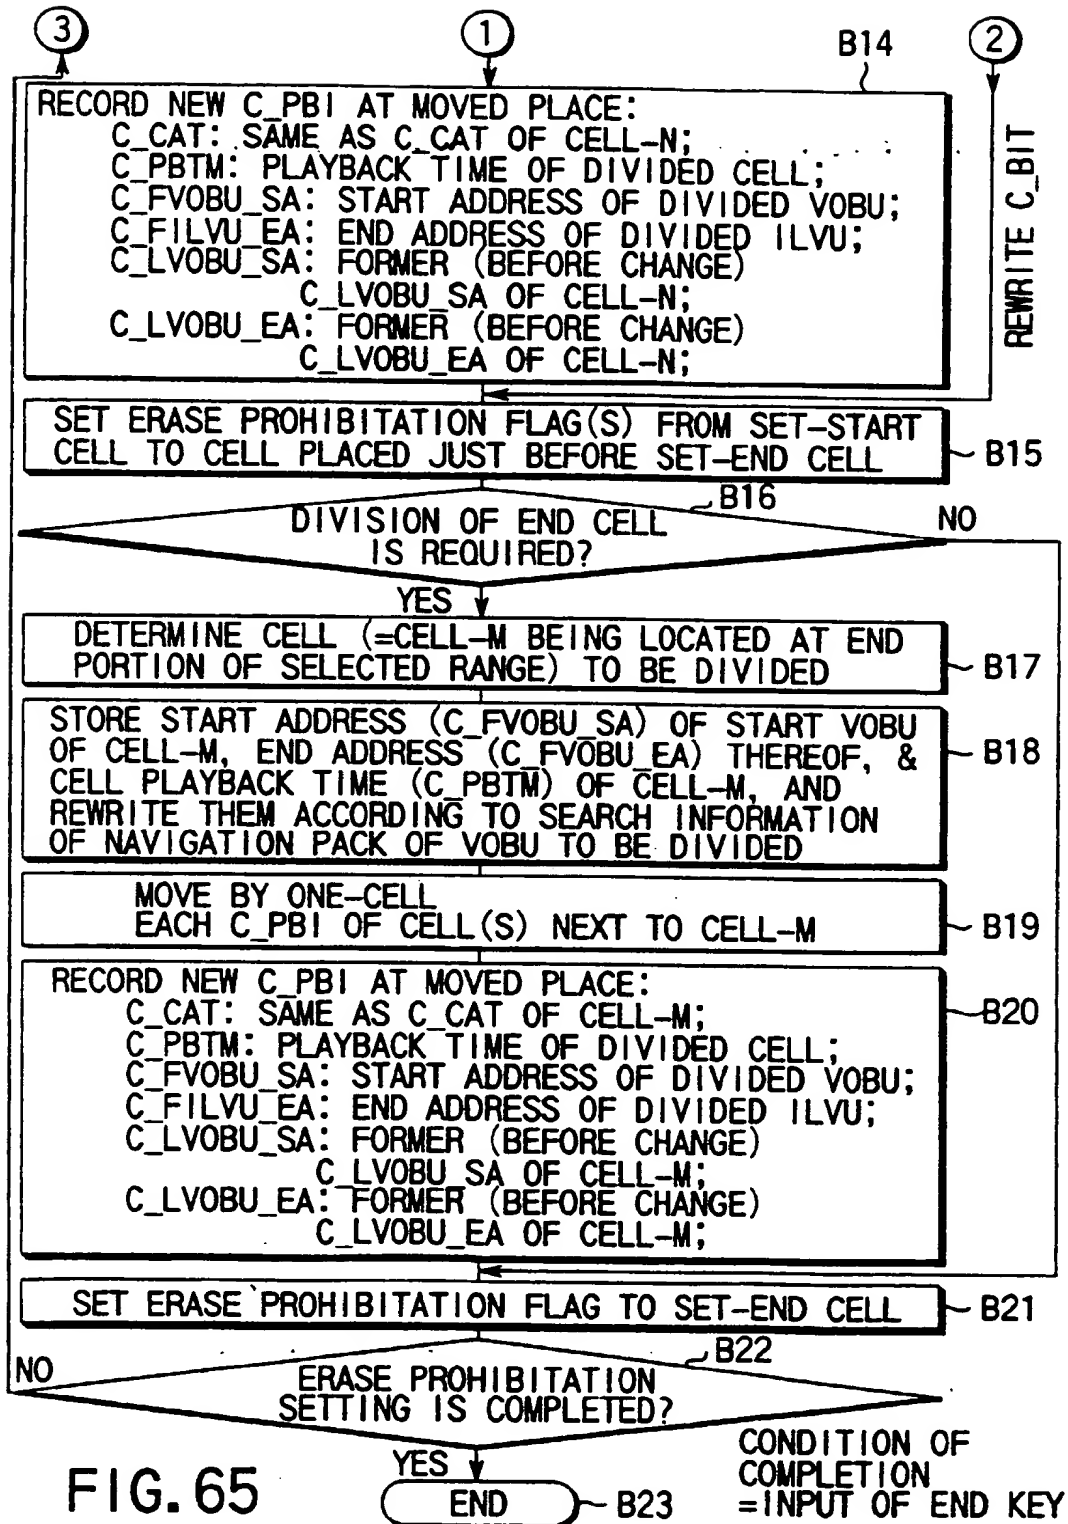 3
1
2
B14
RECORD NEW C_PBI AT MOVED PLACE:
C_CAT: SAME AS C_CAT OF CELL-N;
C_PBTM: PLAYBACK TIME OF DIVIDED CELL;
C_FVOBU_SA: START ADDRESS OF DIVIDED VOBU;
C_FILVU_EA: END ADDRESS OF DIVIDED ILVU;
C_LVOBU_SA: FORMER (BEFORE CHANGE)
C_LVOBU_SA OF CELL-N;
C_LVOBU_EA: FORMER (BEFORE CHANGE)
C_LVOBU_EA OF CELL-N;
REWRITE C_BIT
SET ERASE PROHIBITATION FLAG(S) FROM SET-START
CELL TO CELL PLACED JUST BEFORE SET-END CELL
B15
B16
DIVISION OF END CELL
IS REQUIRED?
NO
YES
DETERMINE CELL (=CELL-M BEING LOCATED AT END
PORTION OF SELECTED RANGE) TO BE DIVIDED
B17
STORE START ADDRESS (C_FVOBU_SA) OF START VOBU
OF CELL-M, END ADDRESS (C_FVOBU_EA) THEREOF, &
CELL PLAYBACK TIME (C_PBTM) OF CELL-M, AND
REWRITE THEM ACCORDING TO SEARCH INFORMATION
OF NAVIGATION PACK OF VOBU TO BE DIVIDED
B18
MOVE BY ONE-CELL
EACH C_PBI OF CELL(S) NEXT TO CELL-M
B19
RECORD NEW C_PBI AT MOVED PLACE:
C_CAT: SAME AS C_CAT OF CELL-M;
C_PBTM: PLAYBACK TIME OF DIVIDED CELL;
C_FVOBU_SA: START ADDRESS OF DIVIDED VOBU;
C_FILVU_EA: END ADDRESS OF DIVIDED ILVU;
C_LVOBU_SA: FORMER (BEFORE CHANGE)
C_LVOBU_SA OF CELL-M;
C_LVOBU_EA: FORMER (BEFORE CHANGE)
C_LVOBU_EA OF CELL-M;
B20
SET ERASE PROHIBITATION FLAG TO SET-END CELL
B21
B22
NO
ERASE PROHIBITATION
SETTING IS COMPLETED?
YES
END
B23
CONDITION OF
COMPLETION
=INPUT OF END KEY
FIG. 65